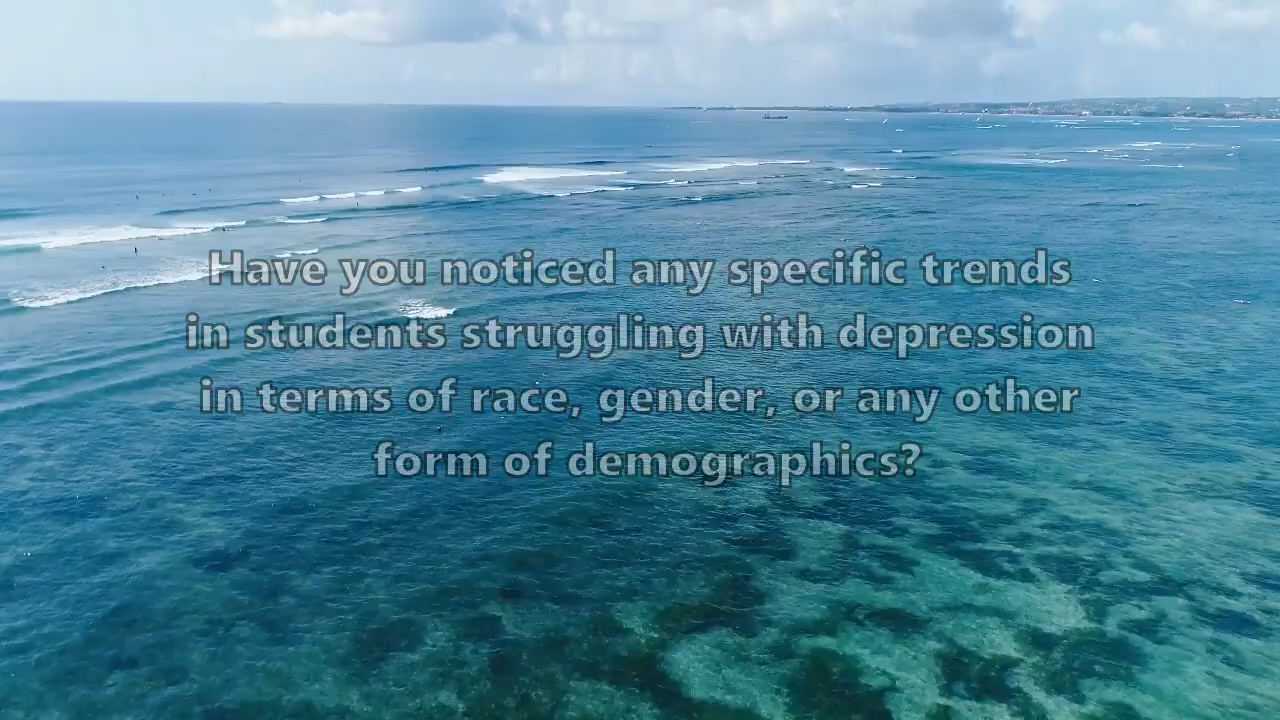 Have you noticed any specific trends
in students struggling with depression
in terms of race, gender, or any other
form of demographics?